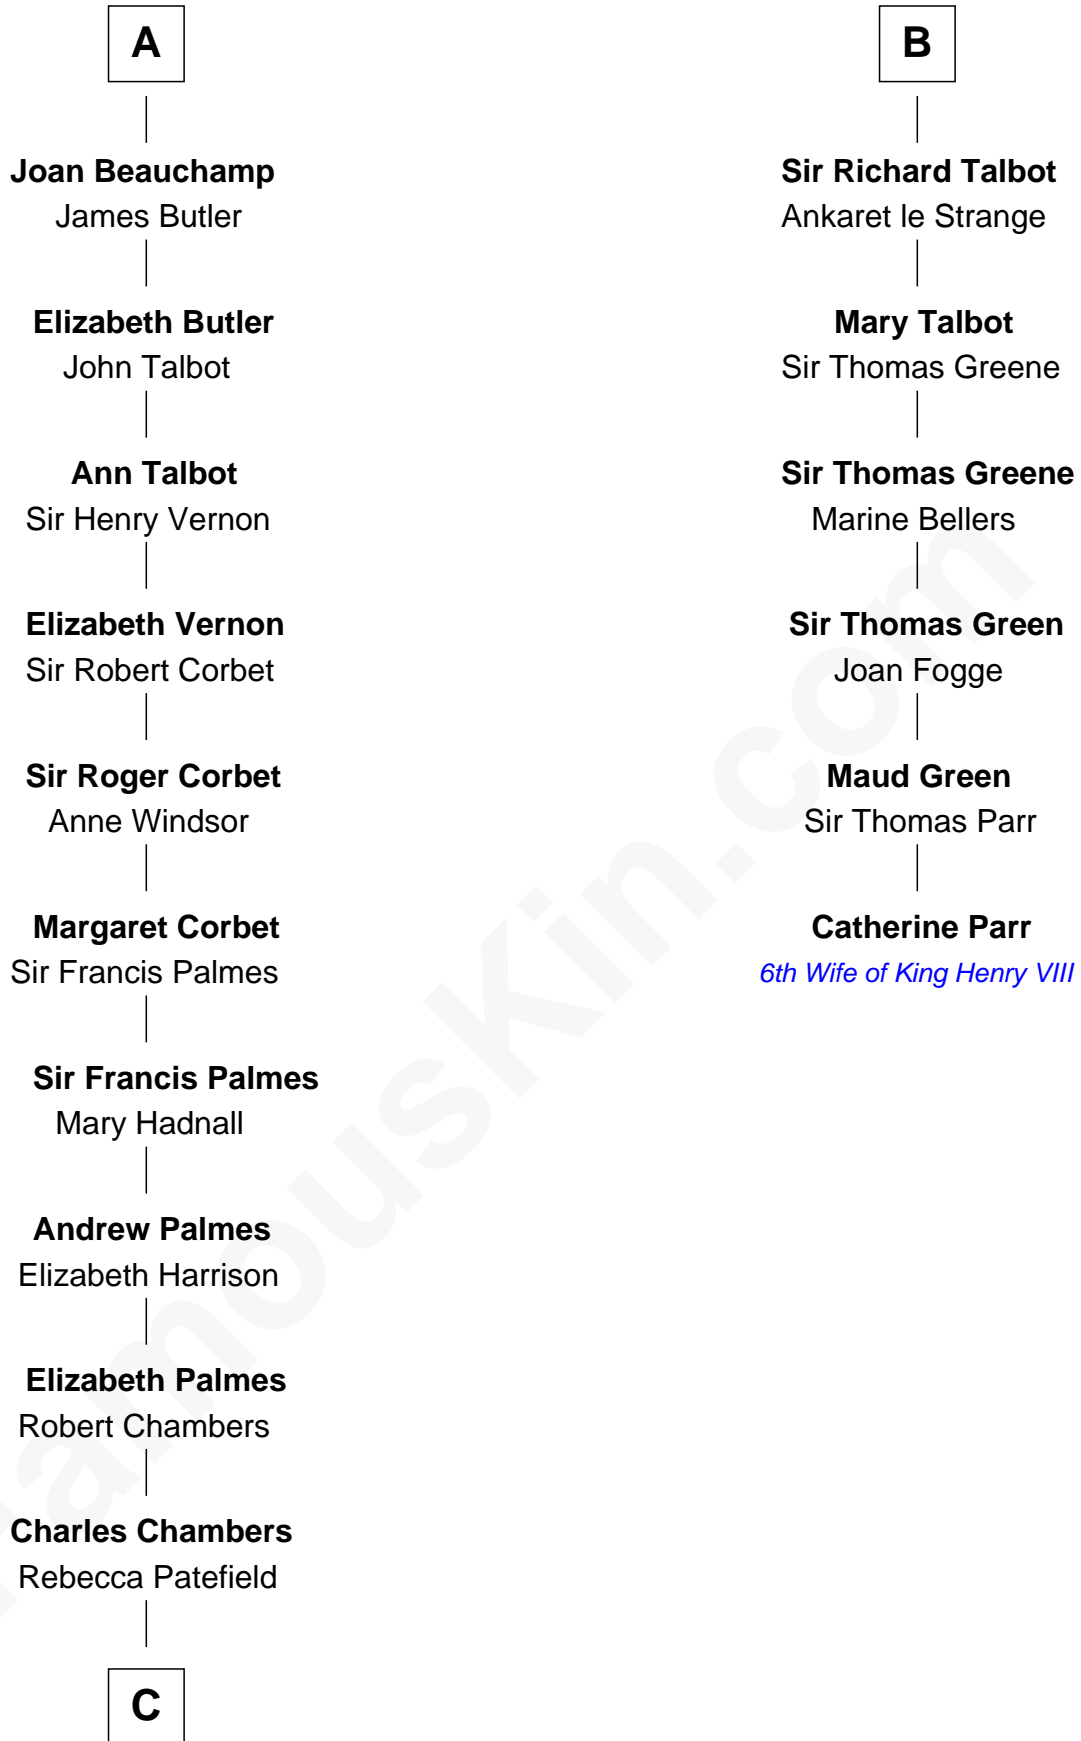 A
Joan Beauchamp
James Butler
Elizabeth Butler
John Talbot
Ann Talbot
Sir Henry Vernon
Elizabeth Vernon
Sir Robert Corbet
Sir Roger Corbet
Anne Windsor
Margaret Corbet
Sir Francis Palmes
Sir Francis Palmes
Mary Hadnall
Andrew Palmes
Elizabeth Harrison
Elizabeth Palmes
Robert Chambers
Charles Chambers
Rebecca Patefield
C
B
Sir Richard Talbot
Ankaret le Strange
Mary Talbot
Sir Thomas Greene
Sir Thomas Greene
Marine Bellers
Sir Thomas Green
Joan Fogge
Maud Green
Sir Thomas Parr
Catherine Parr
6th Wife of King Henry VIII
FamousKin.com